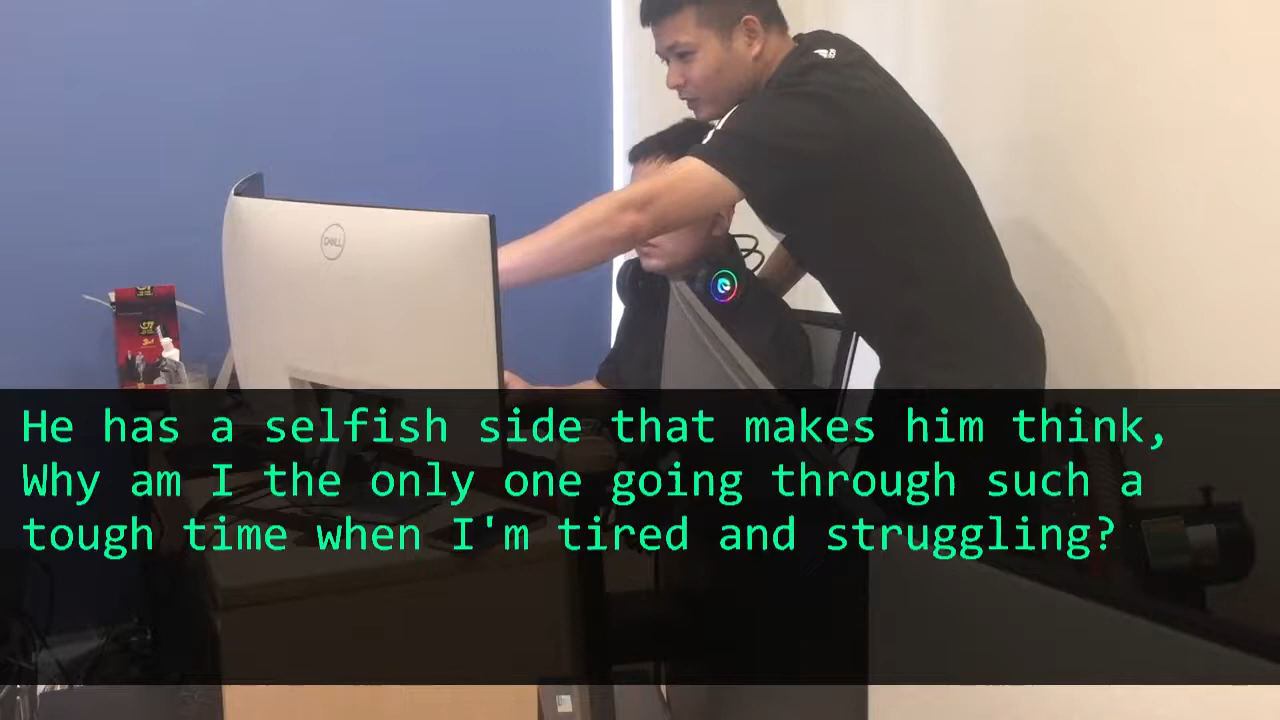 DELL
He has a selfish side that makes him think,
Why am I the only one going through such a
tough time when I'm tired and struggling?